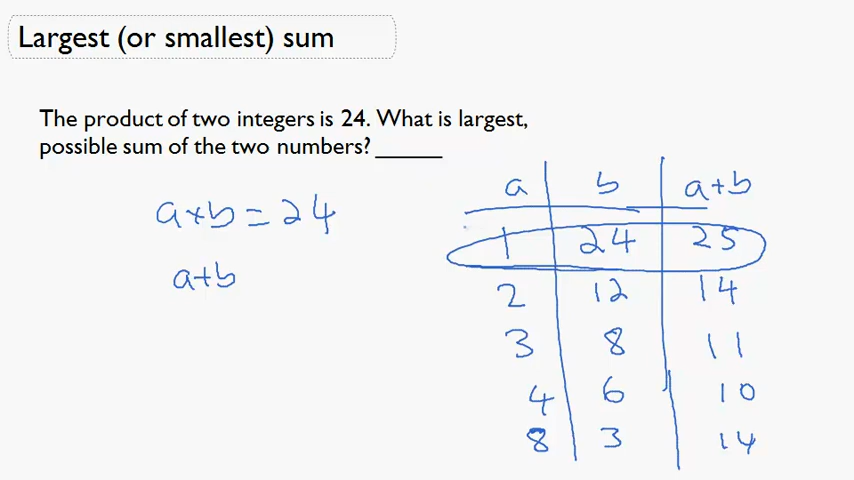 Largest (or smallest) sum
The product of two integers is 24. What is largest,
possible sum of the two numbers? _____
a+b=24
a+b
a b a+b
1 24 25
2 12 14
3 8 11
4 6 10
8 3 14